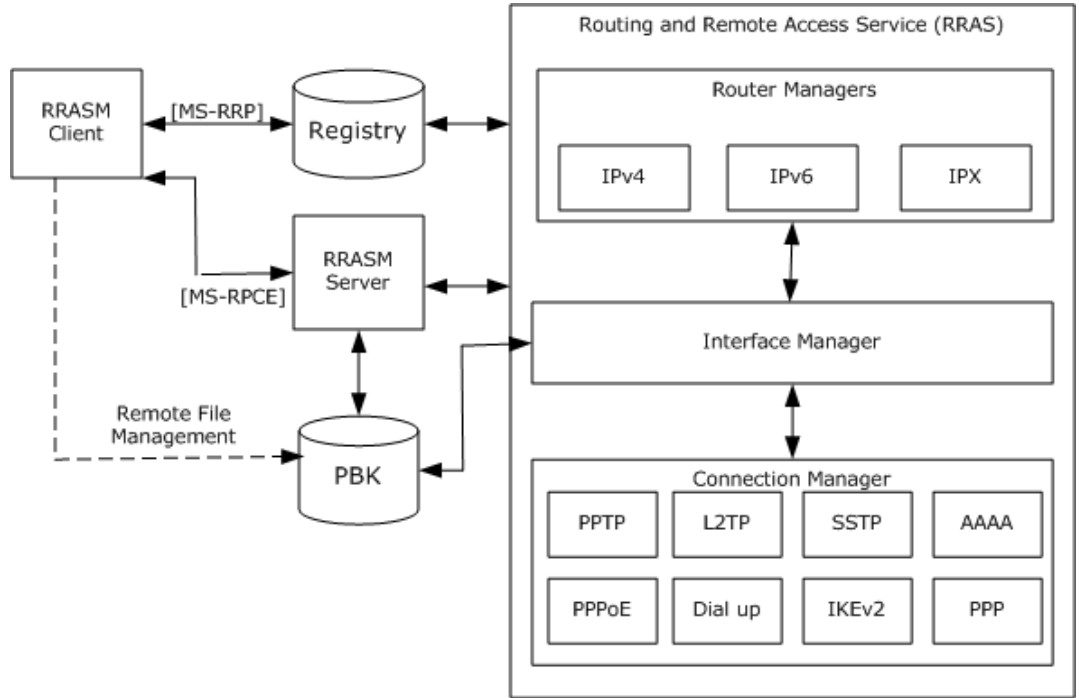 Routing and Remote Access Service (RRAS)
Router Managers
RRASM
Client
[MS-RRP]
Registry
IPv4
IPv6
IPX
RRASM
Server
[MS-RPCE]
Interface Manager
Remote File
Management
PBK
Connection Manager
PPTP
L2TP
SSTP
AAAA
PPPoE
Dial up
IKEv2
PPP